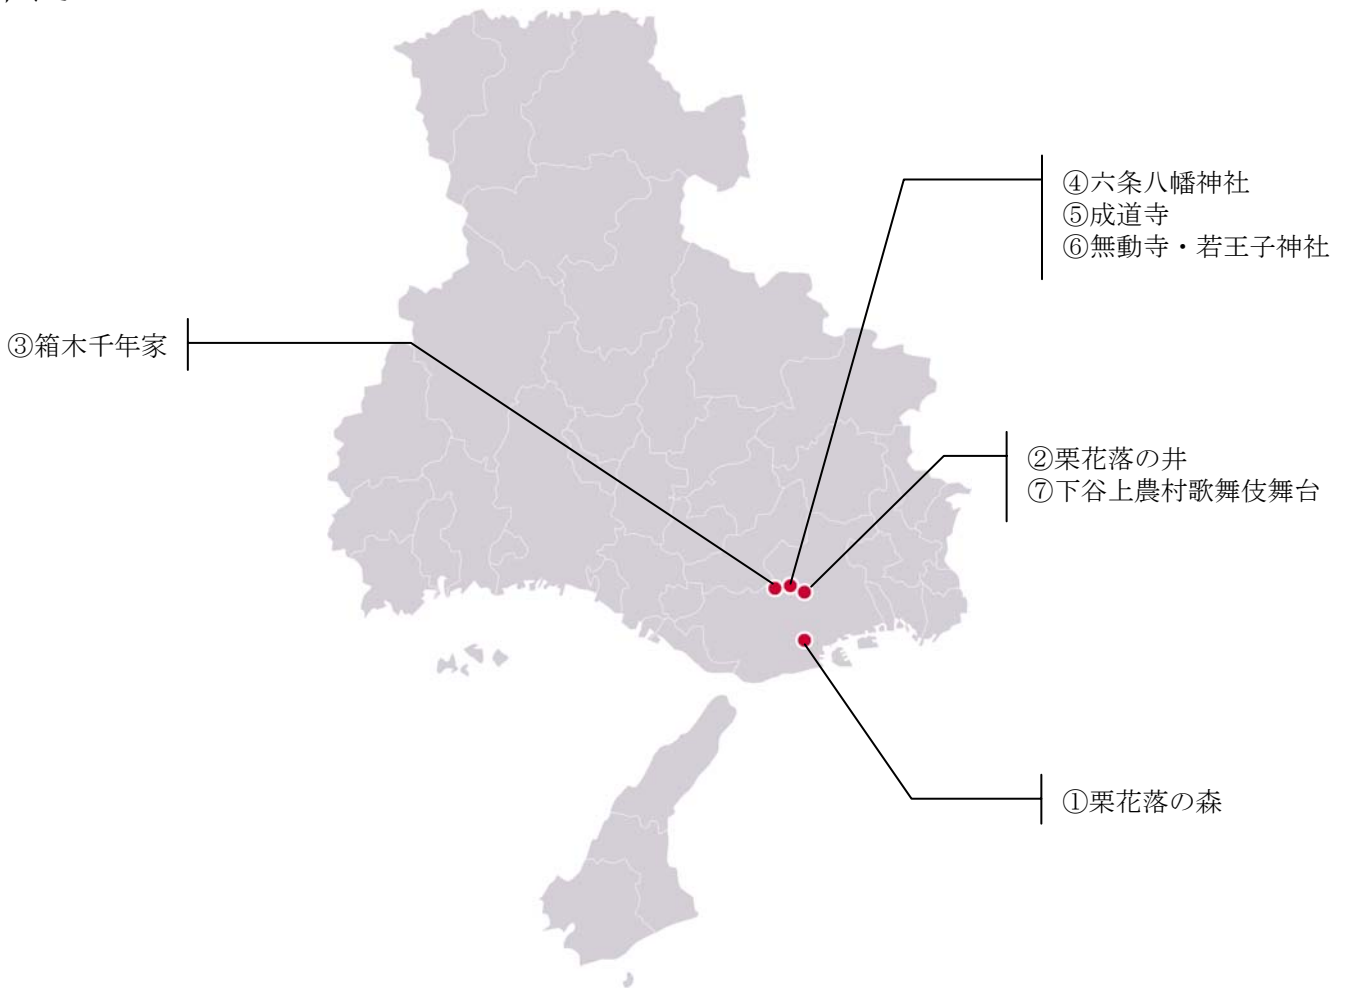 ④六条八幡神社
⑤成道寺
⑥無動寺・若王子神社
③箱木千年家
②栗花落の井
⑦下谷上農村歌舞伎舞台
①栗花落の森